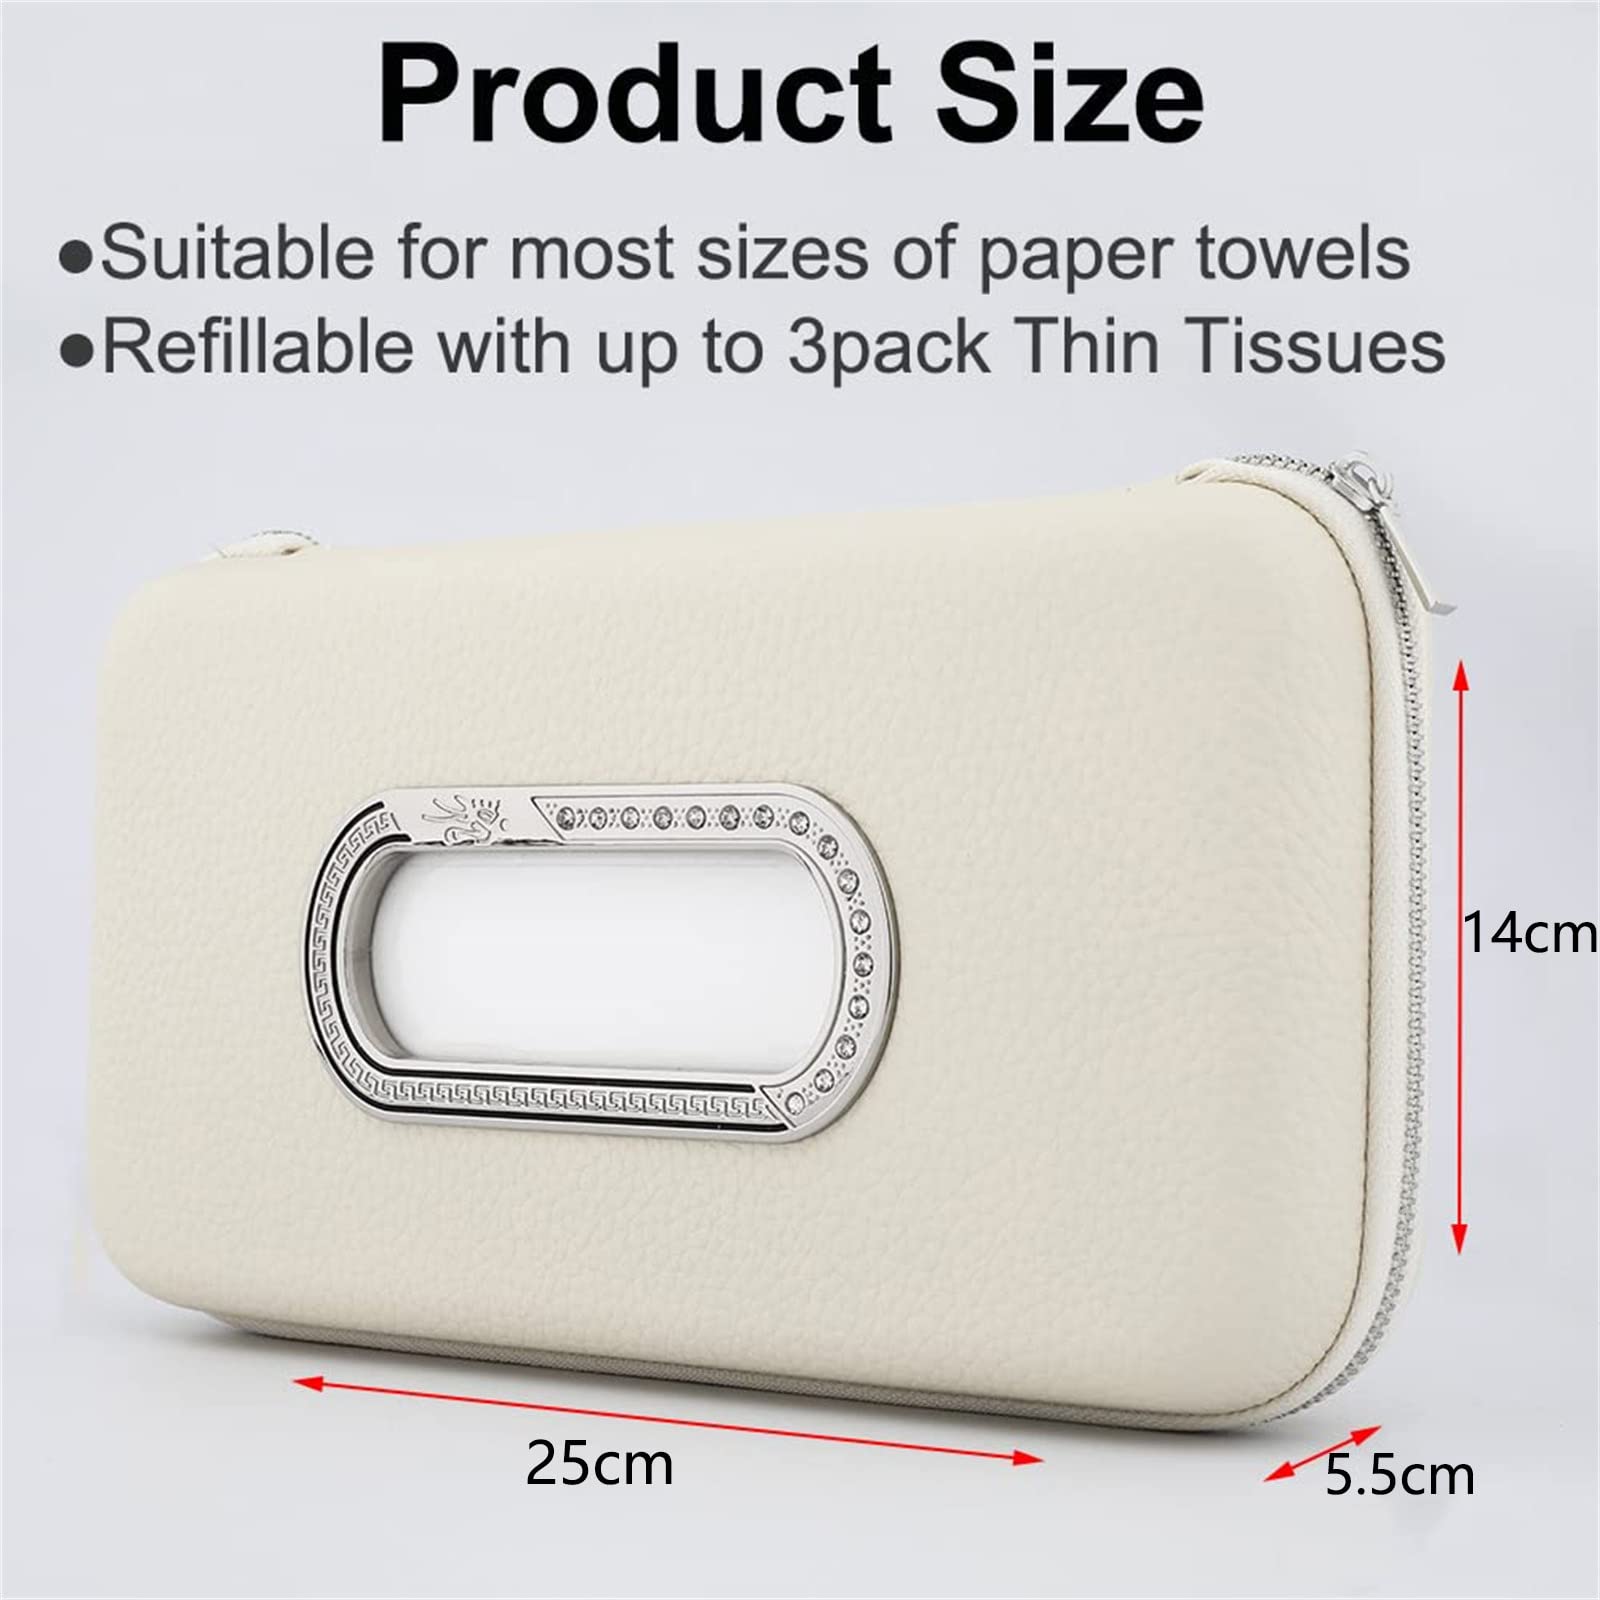 Product Size
●Suitable for most sizes of paper towels
●Refillable with up to 3pack Thin Tissues
14cm
25cm
5.5cm